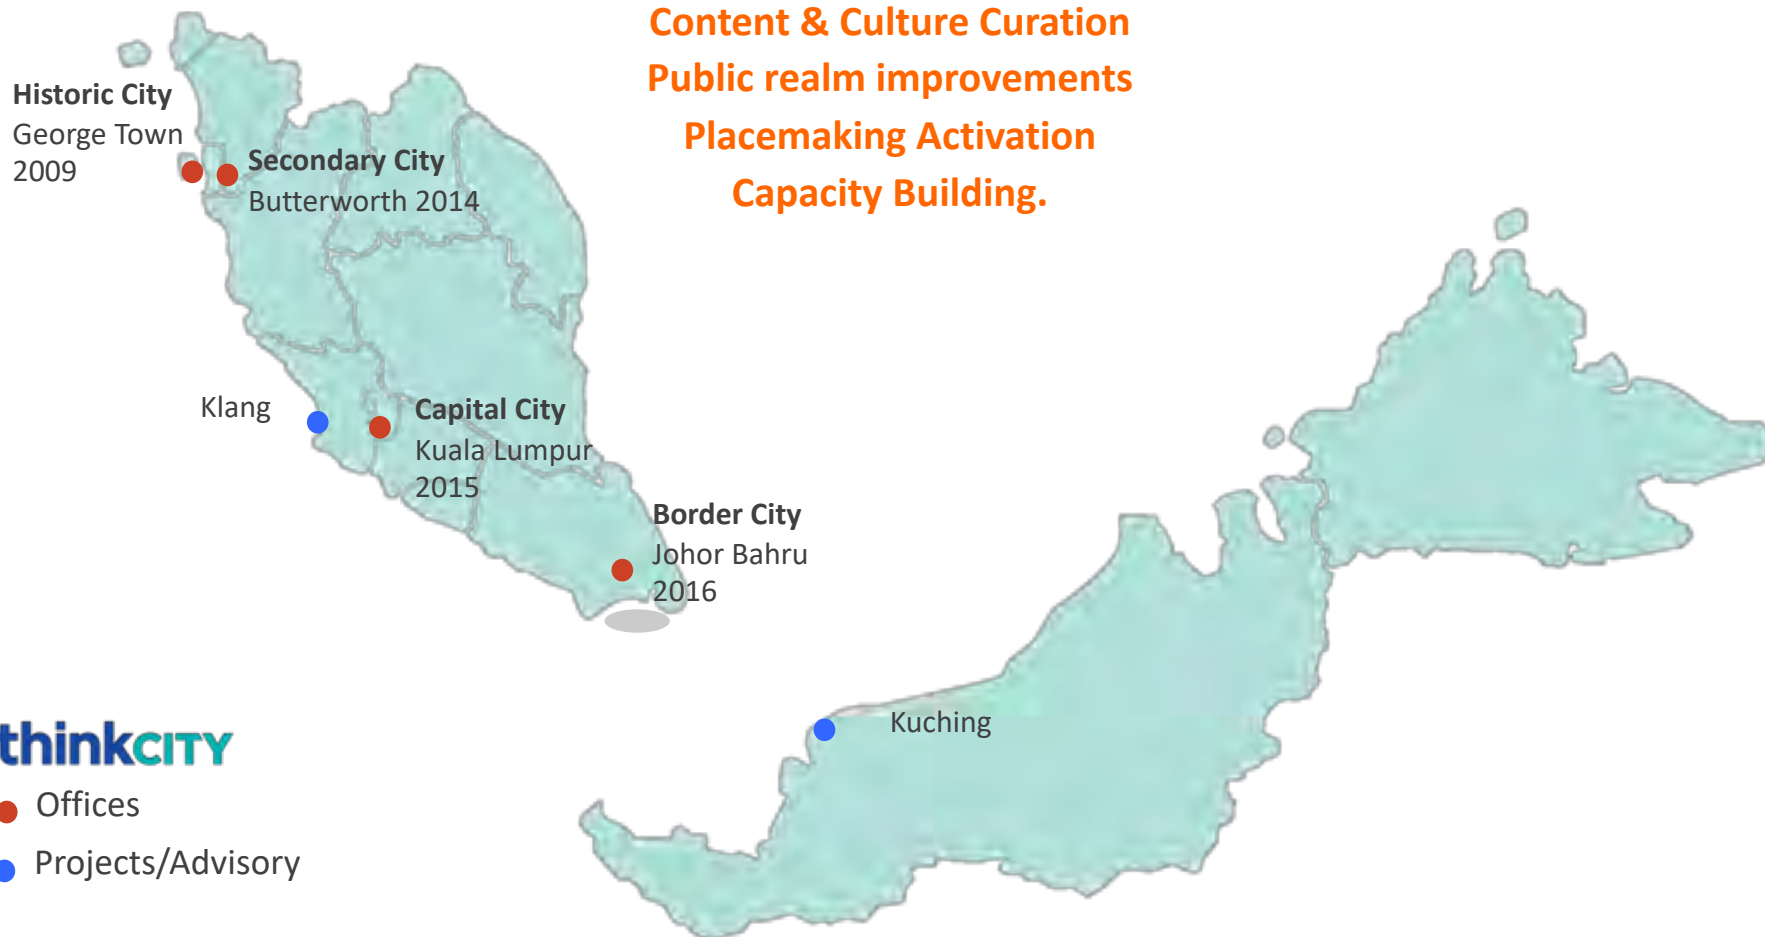 Content & Culture Curation
Public realm improvements
Placemaking Activation
Capacity Building.
Historic City
George Town
2009
Secondary City
Butterworth 2014
Klang
Capital City
Kuala Lumpur
2015
Border City
Johor Bahru
2016
Kuching
thinkCITY
Offices
Projects/Advisory